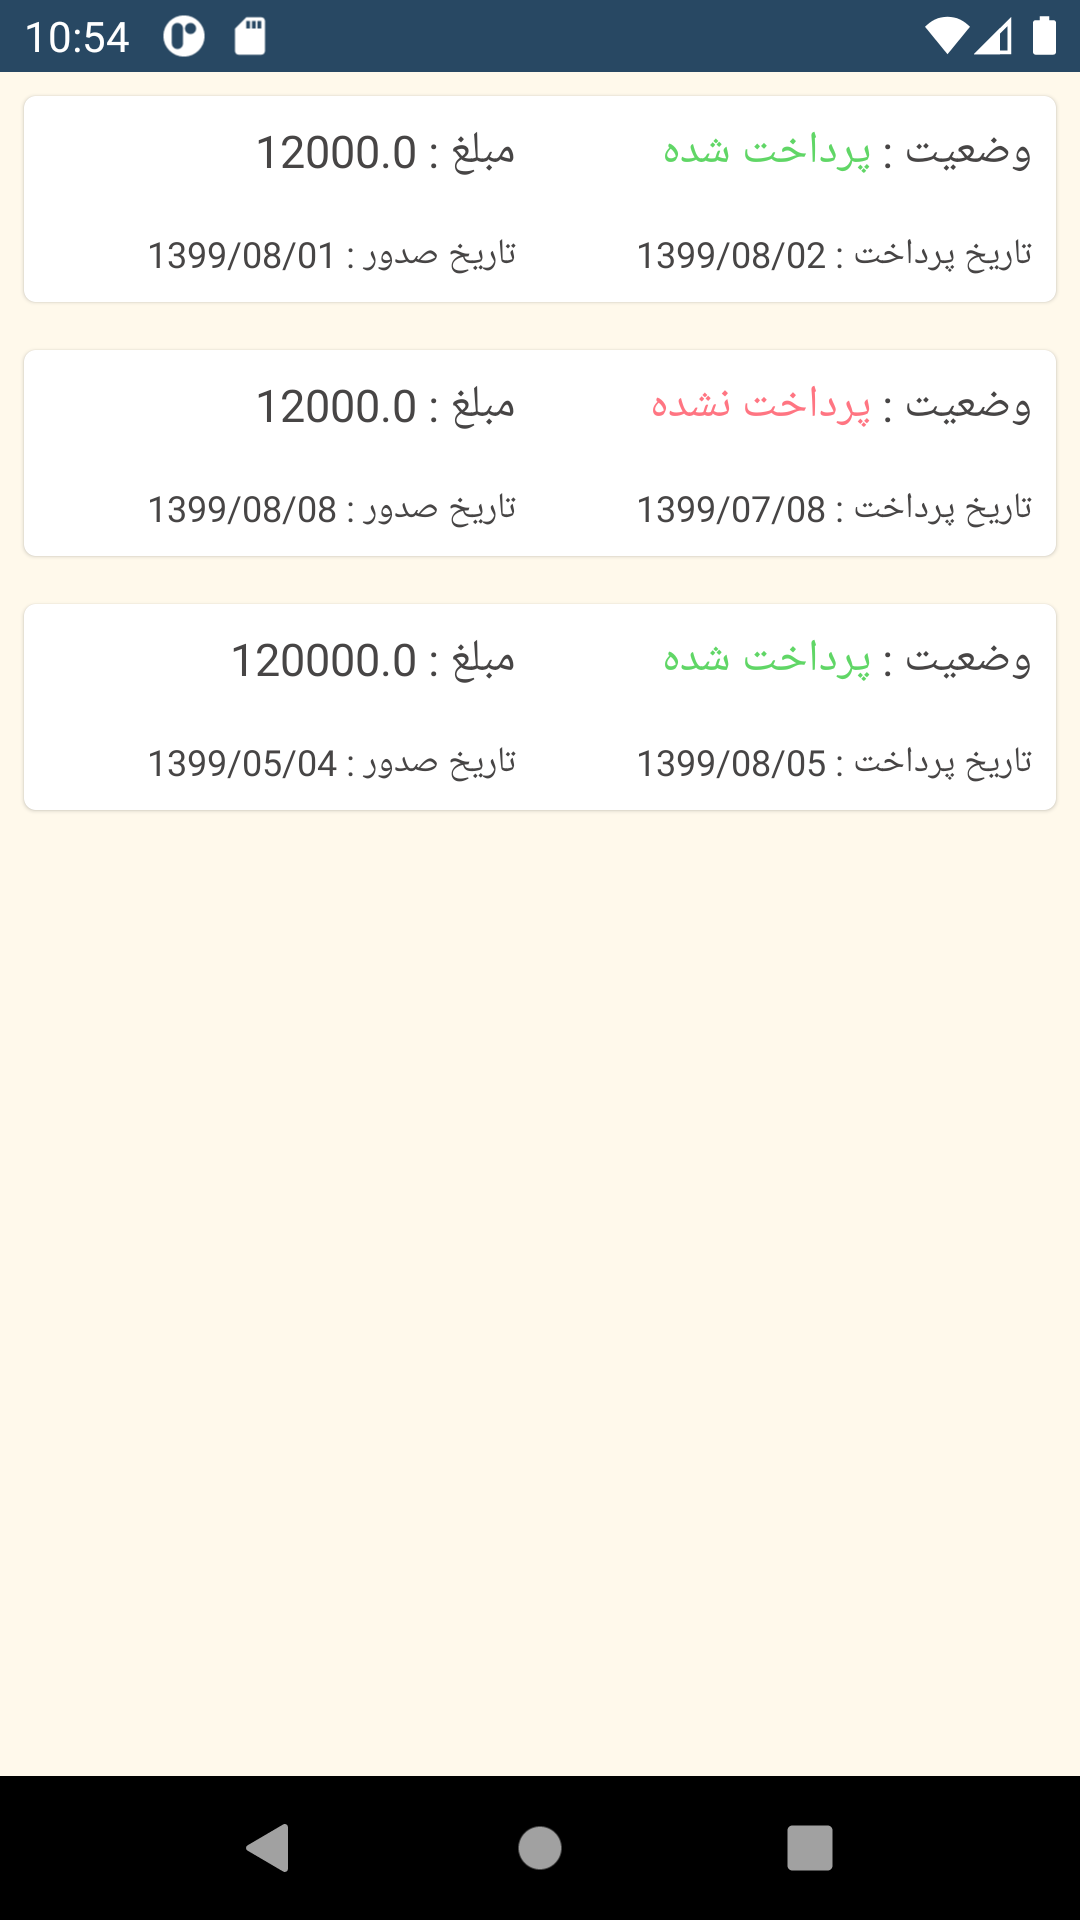 10:54
وضعیت : پرداخت شده
مبلغ : 12000.0
تاریخ پرداخت : 1399/08/02
تاریخ صدور : 1399/08/01
وضعیت : پرداخت نشده
مبلغ : 12000.0
تاریخ پرداخت : 1399/07/08
تاریخ صدور : 1399/08/08
وضعیت : پرداخت شده
مبلغ : 120000.0
تاریخ پرداخت : 1399/08/05
تاریخ صدور : 1399/05/04